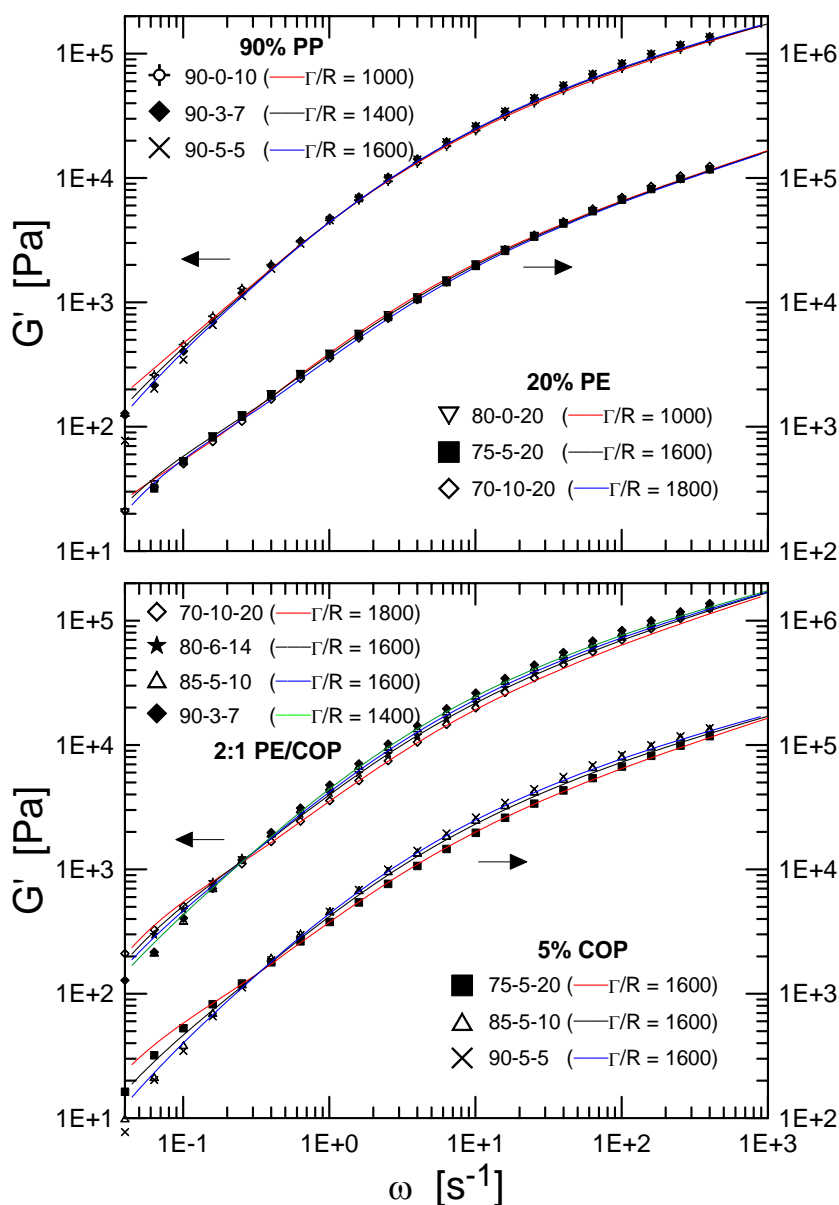 90% PP
90-0-10 (—Γ/R = 1000)
90-3-7 (—Γ/R = 1400)
90-5-5 (—Γ/R = 1600)
20% PE
80-0-20 (—Γ/R = 1000)
75-5-20 (—Γ/R = 1600)
70-10-20 (—Γ/R = 1800)
1E+5
1E+4
1E+3
1E+2
1E+1
G' [Pa]
1E+6
1E+5
1E+4
1E+3
1E+2
70-10-20 (—Γ/R = 1800)
80-6-14 (—Γ/R = 1600)
85-5-10 (—Γ/R = 1600)
90-3-7 (—Γ/R = 1400)
2:1 PE/COP
5% COP
75-5-20 (—Γ/R = 1600)
85-5-10 (—Γ/R = 1600)
90-5-5 (—Γ/R = 1600)
1E+5
1E+4
1E+3
1E+2
1E+1
G' [Pa]
1E+6
1E+5
1E+4
1E+3
1E+2
1E-1 1E+0 1E+1 1E+2 1E+3
ω [s⁻¹]